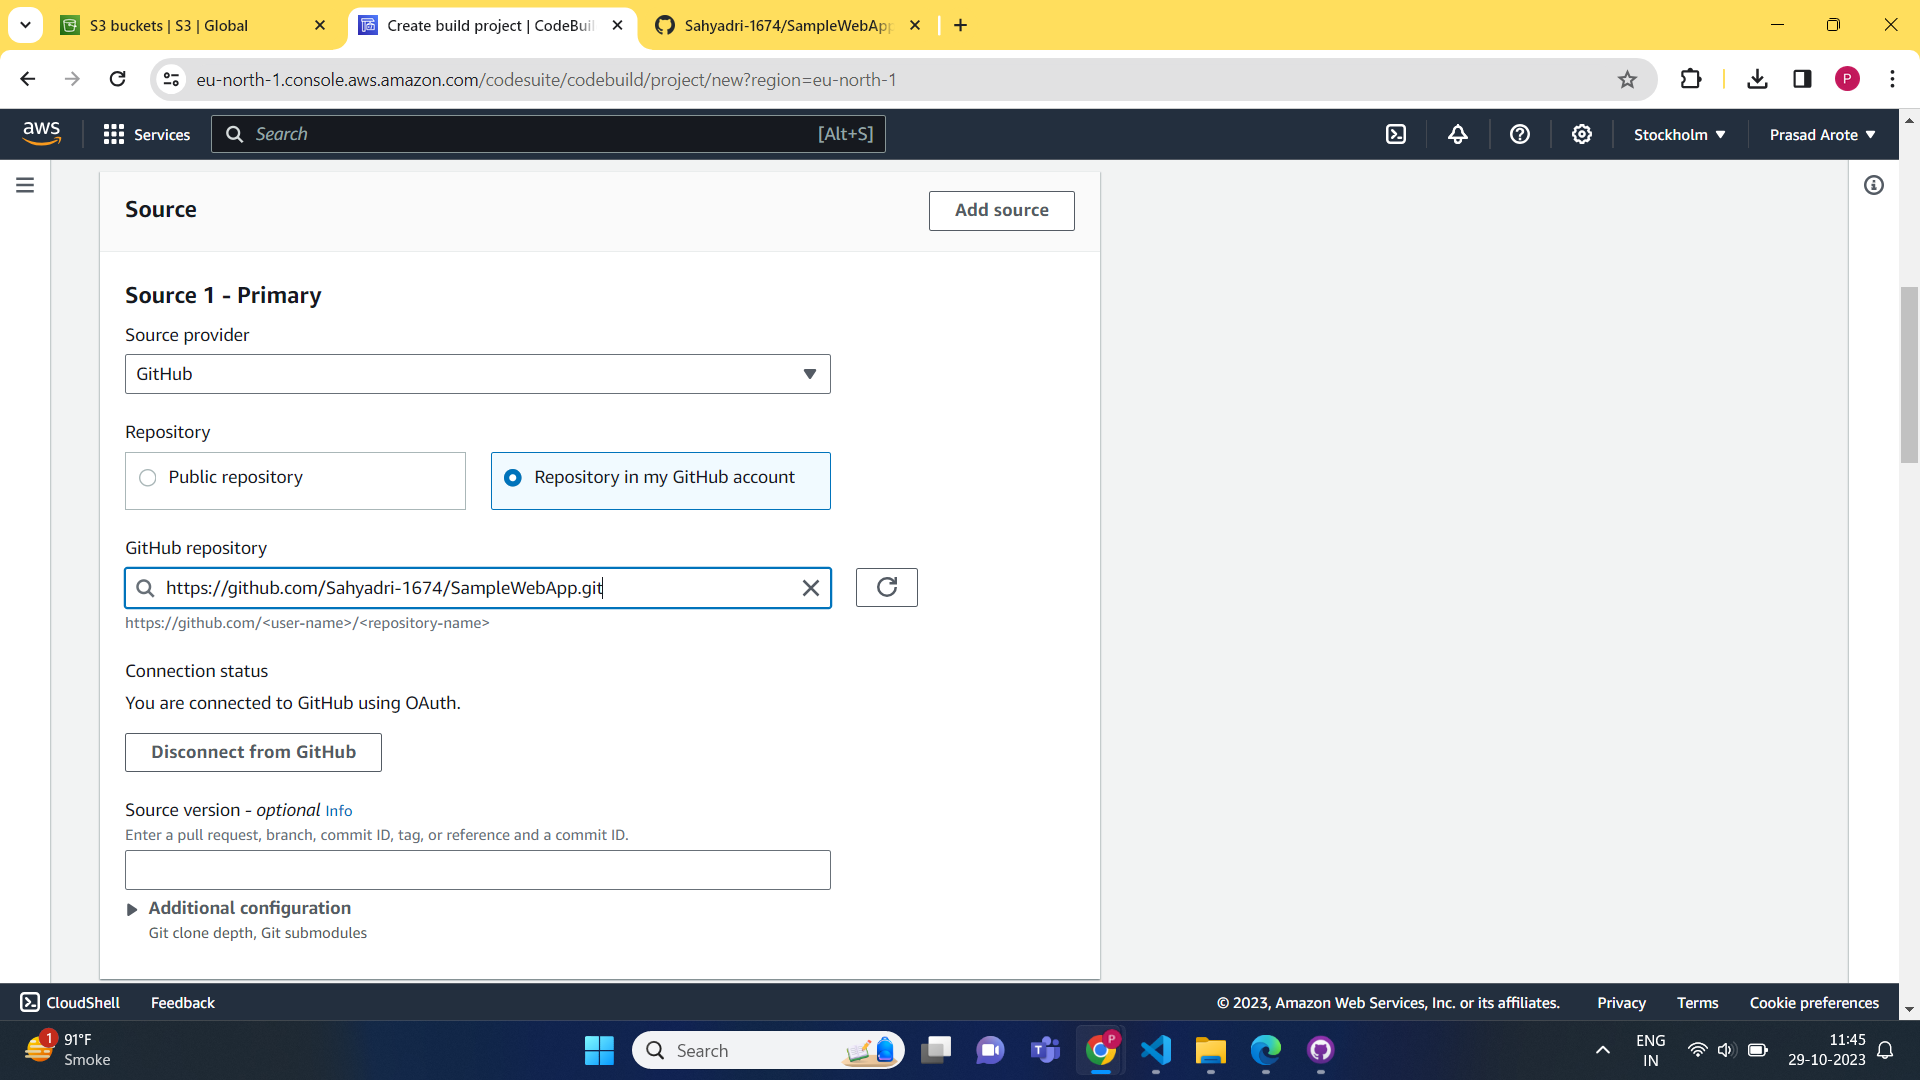 S3 buckets | S3 | Global
Create build project | CodeBuil
Sahyadri-1674/SampleWebApp
eu-north-1.console.aws.amazon.com/codesuite/codebuild/project/new?region=eu-north-1
P
aws
Services
Search
[Alt+S]
Stockholm
Prasad Arote
Source
Add source
Source 1 - Primary
Source provider
GitHub
Repository
Public repository
Repository in my GitHub account
GitHub repository
https://github.com/Sahyadri-1674/SampleWebApp.git
https://github.com/<user-name>/<repository-name>
Connection status
You are connected to GitHub using OAuth.
Disconnect from GitHub
Source version - optional Info
Enter a pull request, branch, commit ID, tag, or reference and a commit ID.
Additional configuration
Git clone depth, Git submodules
CloudShell
Feedback
© 2023, Amazon Web Services, Inc. or its affiliates.
Privacy
Terms
Cookie preferences
1
91°F
Smoke
Search
P
ENG
IN
11:45
29-10-2023